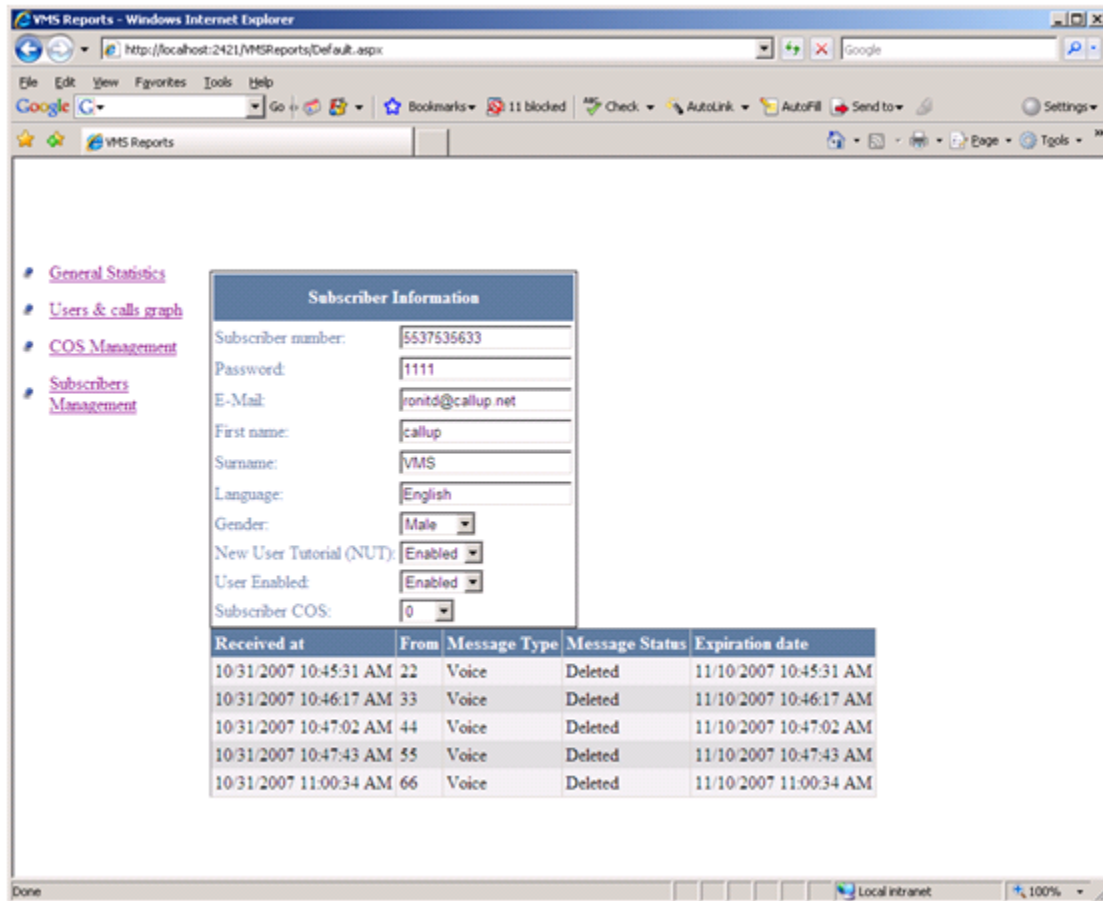 VMS Reports - Windows Internet Explorer
http://localhost:2421/VMSReports/Default.aspx
Google
File Edit View Favorites Tools Help
Google G Go Bookmarks 11 blocked ABC Check AutoLink AutoFill Send to Settings
VMS Reports Page Tools »
General Statistics
Users & calls graph
COS Management
Subscribers
Management
Subscriber Information
Subscriber number: 5537535633
Password: 1111
E-Mail: ronitd@callup.net
First name: callup
Surname: VMS
Language: English
Gender: Male
New User Tutorial (NUT): Enabled
User Enabled: Enabled
Subscriber COS: 0
Received at From Message Type Message Status Expiration date
10/31/2007 10:45:31 AM 22 Voice Deleted 11/10/2007 10:45:31 AM
10/31/2007 10:46:17 AM 33 Voice Deleted 11/10/2007 10:46:17 AM
10/31/2007 10:47:02 AM 44 Voice Deleted 11/10/2007 10:47:02 AM
10/31/2007 10:47:43 AM 55 Voice Deleted 11/10/2007 10:47:43 AM
10/31/2007 11:00:34 AM 66 Voice Deleted 11/10/2007 11:00:34 AM
Done Local intranet 100%